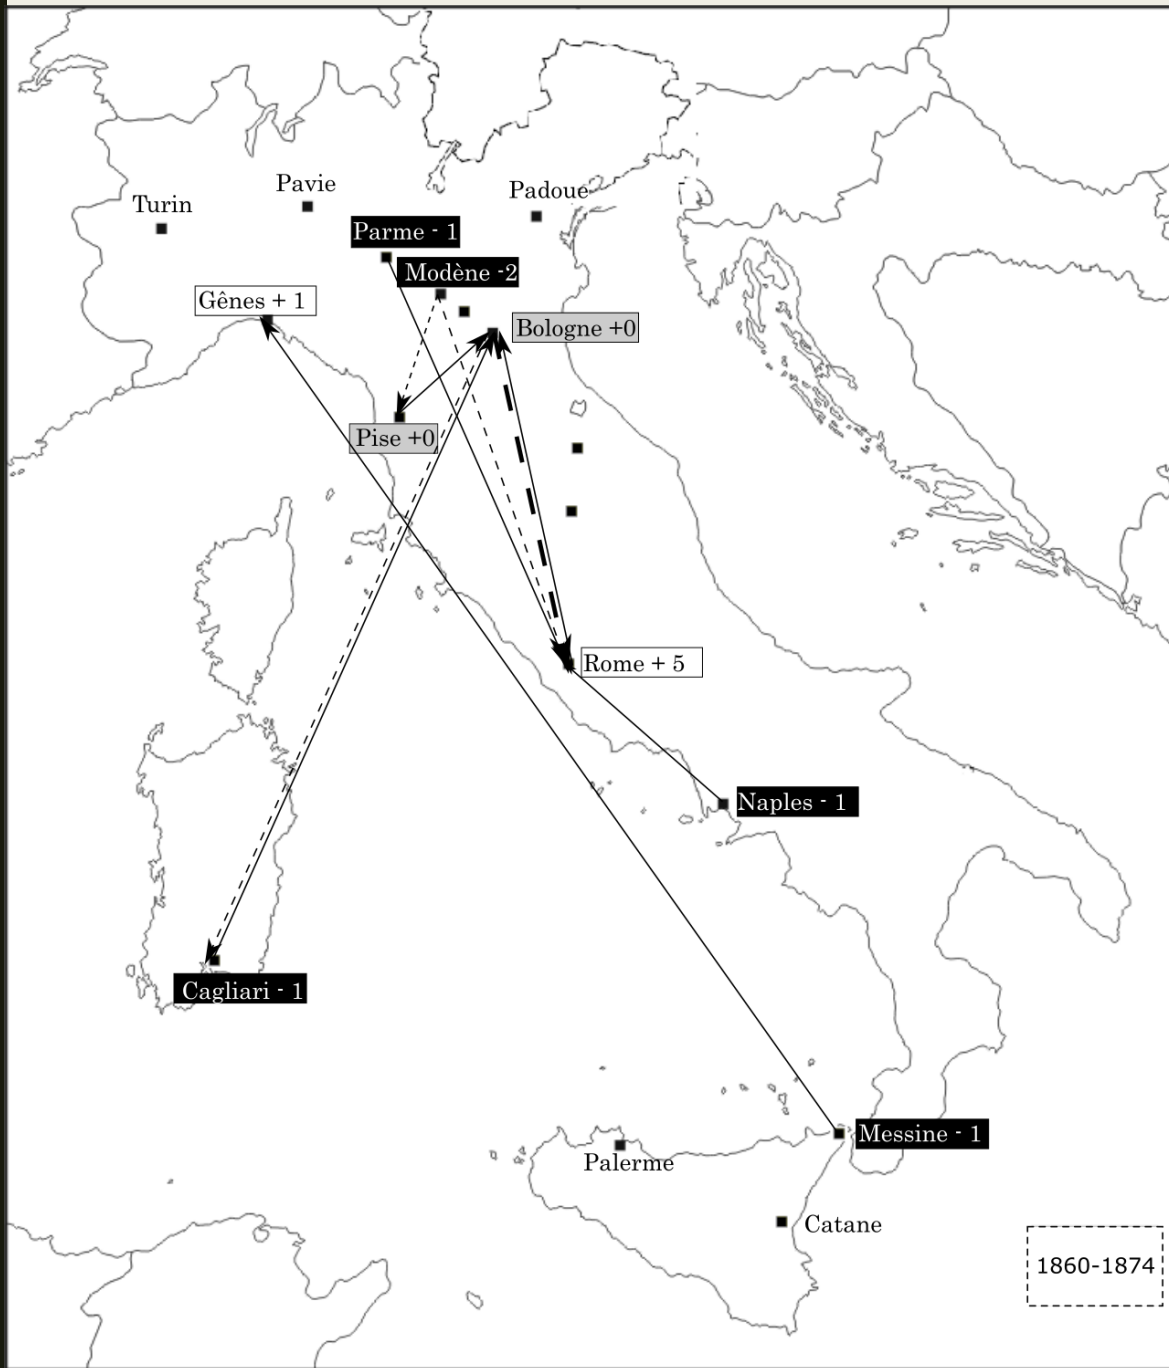 Pavie
Padoue
Turin
Parme - 1
Modène -2
Gênes + 1
Bologne +0
Pise +0
Rome + 5
Naples - 1
Cagliari - 1
Messine - 1
Palerme
Catane
1860-1874